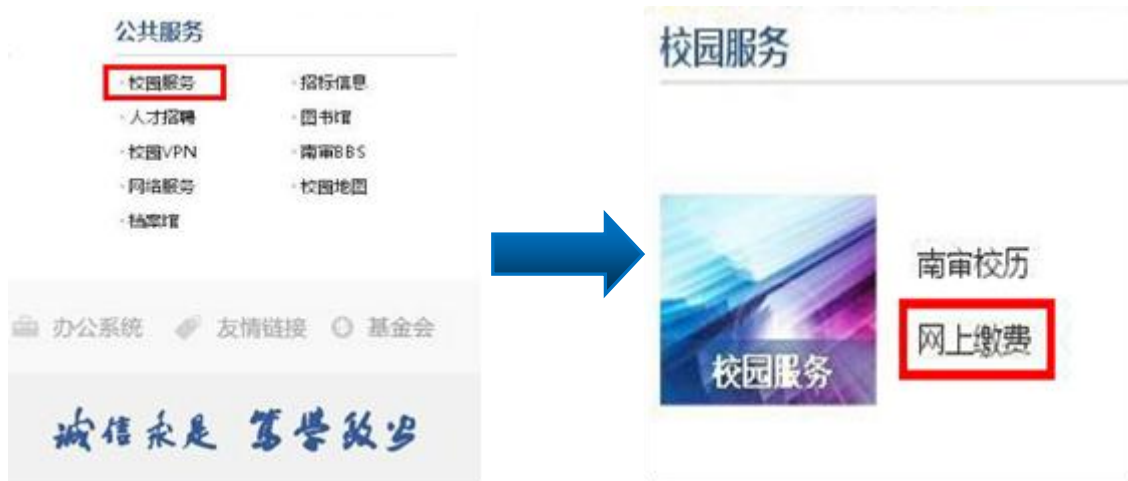 公共服务
·校园服务
·招标信息
·人才招聘
·图书馆
·校园VPN
·南审BBS
·网络服务
·校园地图
·档案馆
办公系统 友情链接 基金会
诚信求是 篤學致公
校园服务
南审校历
网上缴费
校园服务